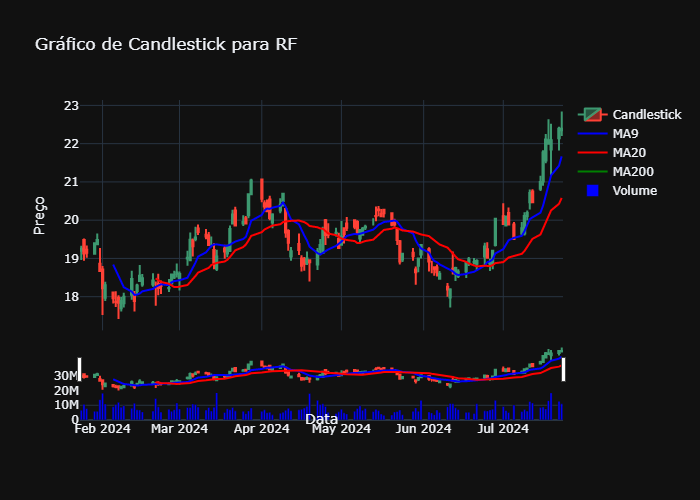 Gráfico de Candlestick para RF
23
22
21
20
19
18
Preço
Candlestick
MA9
MA20
MA200
Volume
30M
20M
10M
0
Feb 2024
Mar 2024
Apr 2024
May 2024
Jun 2024
Jul 2024
Data